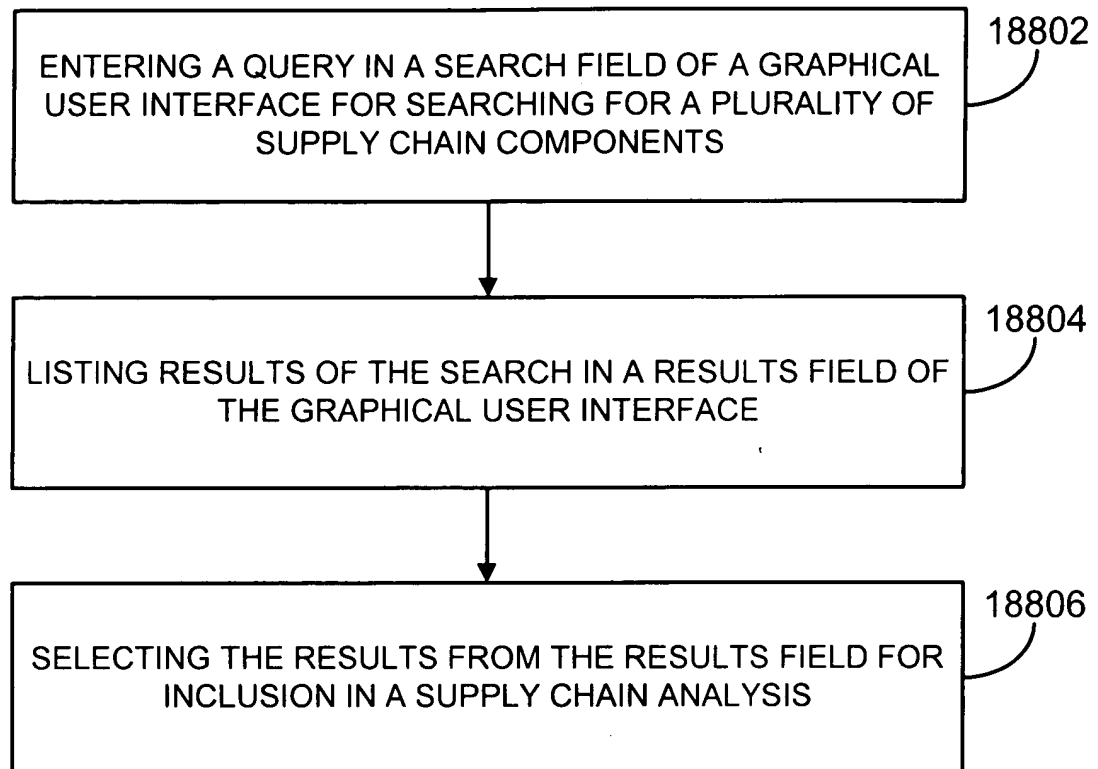 18802
ENTERING A QUERY IN A SEARCH FIELD OF A GRAPHICAL
USER INTERFACE FOR SEARCHING FOR A PLURALITY OF
SUPPLY CHAIN COMPONENTS
18804
LISTING RESULTS OF THE SEARCH IN A RESULTS FIELD OF
THE GRAPHICAL USER INTERFACE
18806
SELECTING THE RESULTS FROM THE RESULTS FIELD FOR
INCLUSION IN A SUPPLY CHAIN ANALYSIS